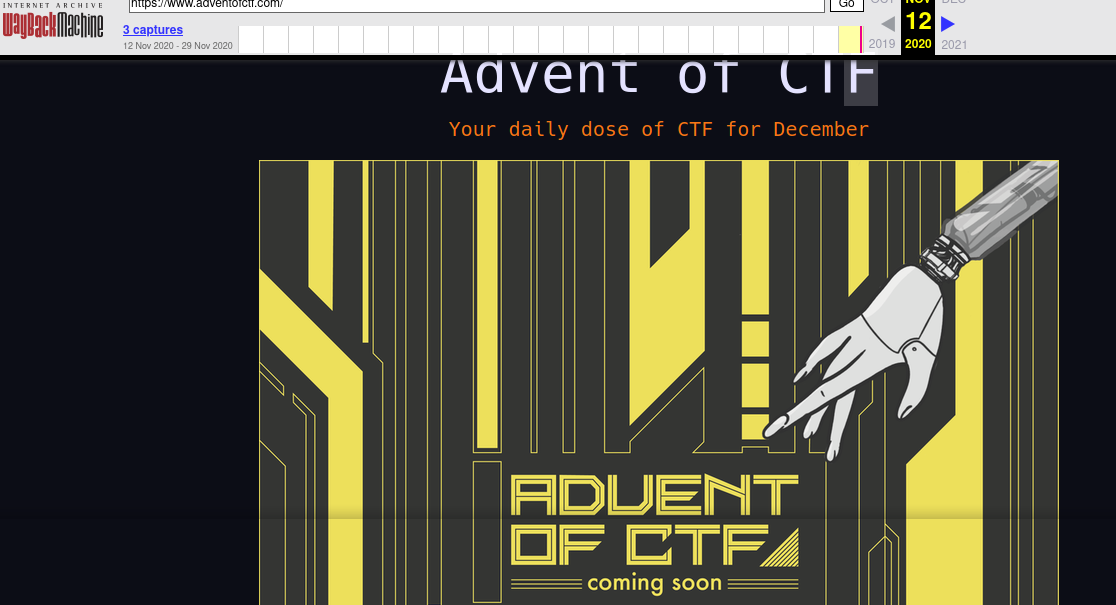 INTERNET ARCHIVE
WayBackMachine
https://www.adventofctf.com/
Go
3 captures
12 Nov 2020 - 29 Nov 2020
OCT NOV DEC
12
2019 2020 2021
Advent of CTF
Your daily dose of CTF for December
ADVENT
OF CTF
coming soon